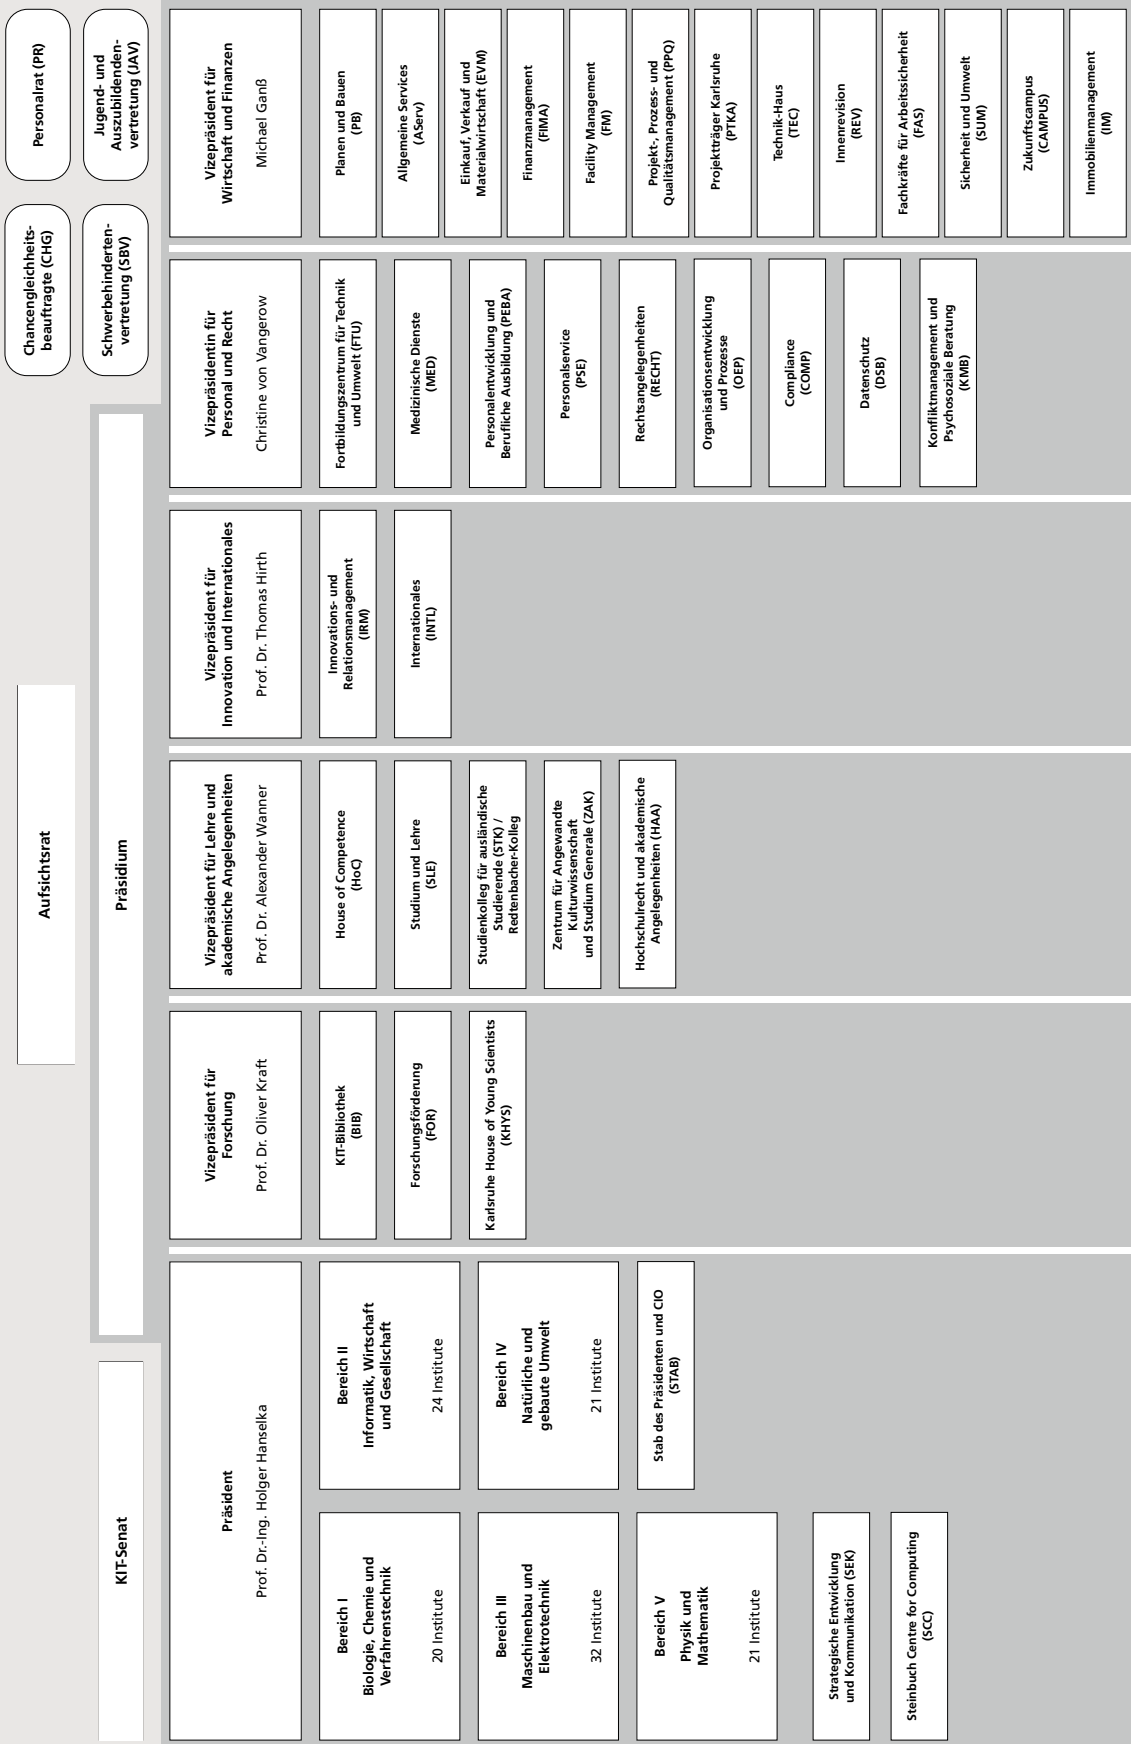 Aufsichtsrat
Chancengleichheits-
beauftragte (CHG)
Personalrat (PR)
KIT-Senat
Präsidium
Schwerbehinderten-
vertretung (SBV)
Jugend- und
Auszubildenden-
vertretung (JAV)
Präsident
Prof. Dr.-Ing. Holger Hanselka
Bereich I
Biologie, Chemie und
Verfahrenstechnik
20 Institute
Bereich II
Informatik, Wirtschaft
und Gesellschaft
24 Institute
Bereich III
Maschinenbau und
Elektrotechnik
32 Institute
Bereich IV
Natürliche und
gebaute Umwelt
21 Institute
Bereich V
Physik und
Mathematik
21 Institute
Stab des Präsidenten und CIO
(STAB)
Strategische Entwicklung
und Kommunikation (SEK)
Steinbuch Centre for Computing
(SCC)
Vizepräsident für
Forschung
Prof. Dr. Oliver Kraft
KIT-Bibliothek
(BIB)
Forschungsförderung
(FOR)
Karlsruhe House of Young Scientists
(KHYS)
Vizepräsident für Lehre und
akademische Angelegenheiten
Prof. Dr. Alexander Wanner
House of Competence
(HoC)
Studium und Lehre
(SLE)
Studienkolleg für ausländische
Studierende (STK) /
Redtenbacher-Kolleg
Zentrum für Angewandte
Kulturwissenschaft
und Studium Generale (ZAK)
Hochschulrecht und akademische
Angelegenheiten (HAA)
Vizepräsident für
Innovation und Internationales
Prof. Dr. Thomas Hirth
Innovations- und
Relationsmanagement
(IRM)
Internationales
(INTL)
Vizepräsidentin für
Personal und Recht
Christine von Vangerow
Fortbildungszentrum für Technik
und Umwelt (FTU)
Medizinische Dienste
(MED)
Personalentwicklung und
Berufliche Ausbildung (PEBA)
Personalservice
(PSE)
Rechtsangelegenheiten
(RECHT)
Organisationsentwicklung
und Prozesse
(OEP)
Compliance
(COMP)
Datenschutz
(DSB)
Konfliktmanagement und
Psychosoziale Beratung
(KMB)
Vizepräsident für
Wirtschaft und Finanzen
Michael Ganß
Planen und Bauen
(PB)
Allgemeine Services
(AServ)
Einkauf, Verkauf und
Materialwirtschaft (EVM)
Finanzmanagement
(FIMA)
Facility Management
(FM)
Projekt-, Prozess- und
Qualitätsmanagement (PPQ)
Projektträger Karlsruhe
(PTKA)
Technik-Haus
(TEC)
Innenrevision
(REV)
Fachkräfte für Arbeitssicherheit
(FAS)
Sicherheit und Umwelt
(SUM)
Zukunftscampus
(CAMPUS)
Immobilienmanagement
(IM)